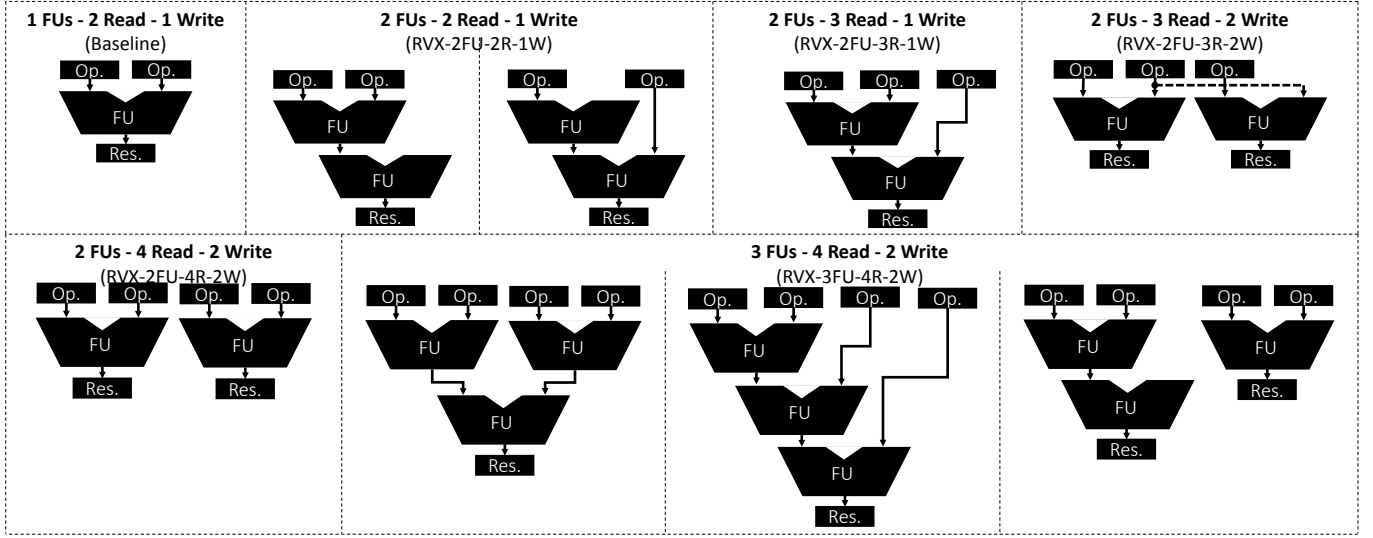 1 FUs - 2 Read - 1 Write
(Baseline)
Op. Op.
FU
Res.
2 FUs - 2 Read - 1 Write
(RVX-2FU-2R-1W)
Op. Op.
FU
FU
Res.
Op. Op.
FU
FU
Res.
2 FUs - 3 Read - 1 Write
(RVX-2FU-3R-1W)
Op. Op. Op.
FU
FU
Res.
2 FUs - 3 Read - 2 Write
(RVX-2FU-3R-2W)
Op. Op. Op.
FU FU
Res. Res.
2 FUs - 4 Read - 2 Write
(RVX-2FU-4R-2W)
Op. Op. Op. Op.
FU FU
Res. Res.
3 FUs - 4 Read - 2 Write
(RVX-3FU-4R-2W)
Op. Op. Op. Op.
FU FU
FU
Res.
Op. Op. Op. Op.
FU
FU
FU
Res.
Op. Op. Op. Op.
FU FU
FU Res.
Res.